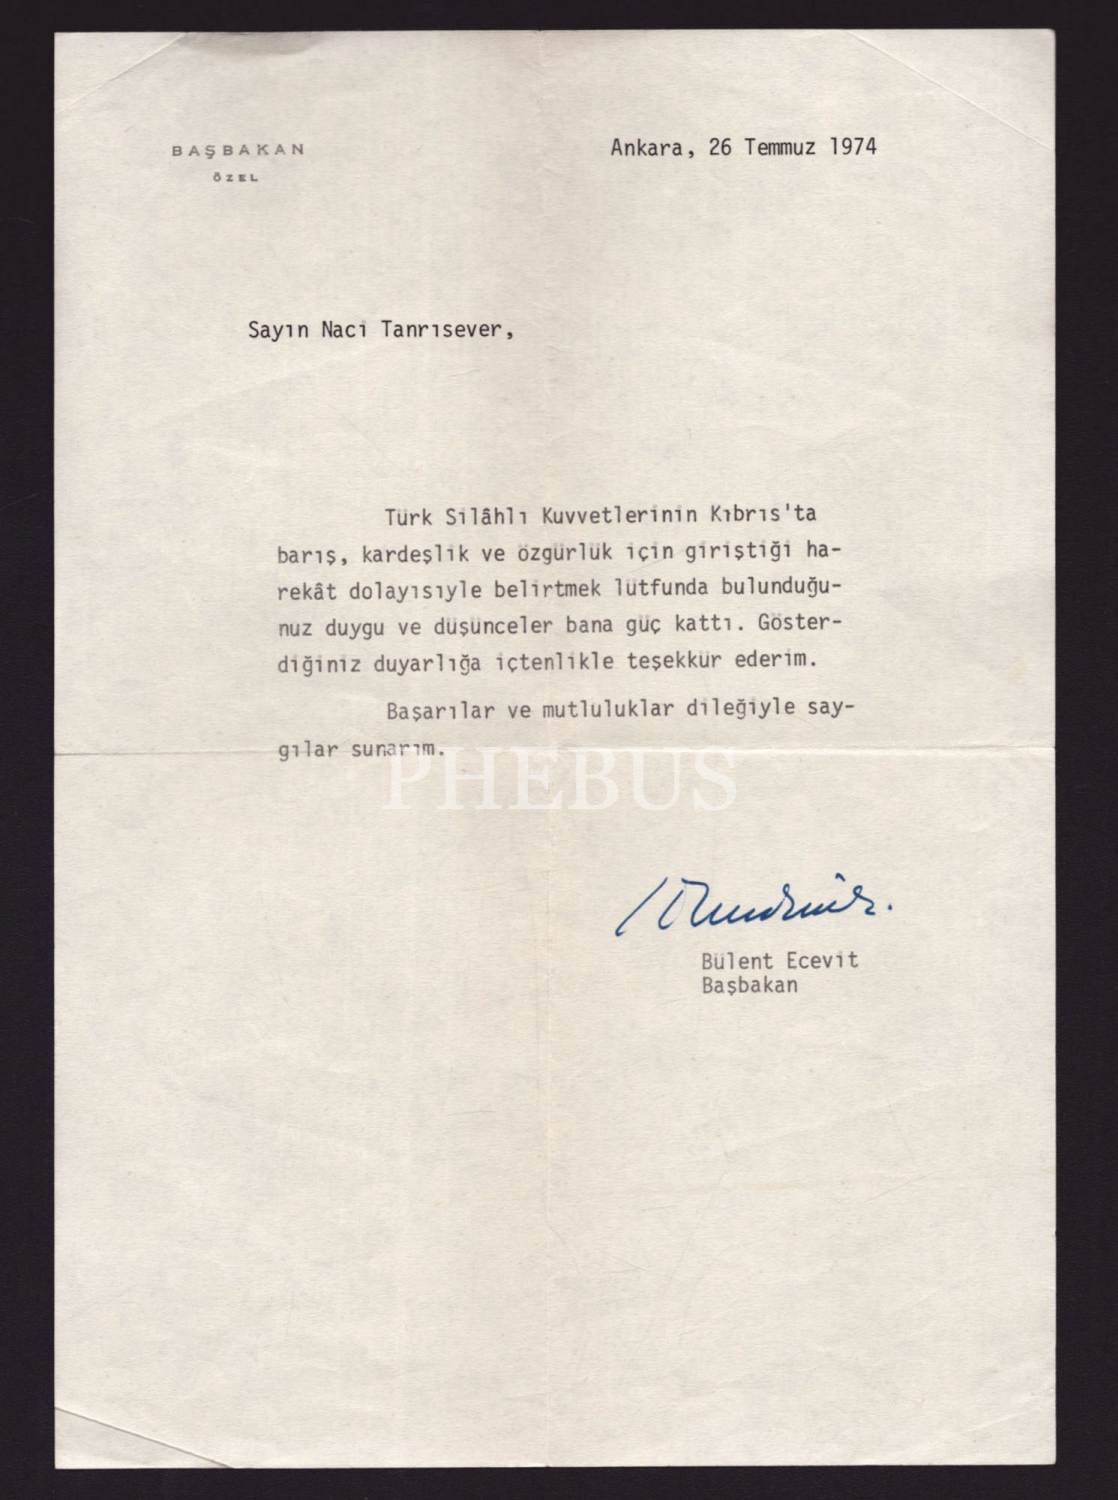 BAŞBAKAN
ÖZEL
Ankara, 26 Temmuz 1974
Sayın Naci Tanrısever,
Türk Silâhlı Kuvvetlerinin Kıbrıs'ta
barış, kardeşlik ve özgürlük için giriştiği ha-
rekât dolayısıyle belirtmek lütfunda bulunduğu-
nuz duygu ve düşünceler bana güç kattı. Göster-
diğiniz duyarlığa içtenlikle teşekkür ederim.
Başarılar ve mutluluklar dileğiyle say-
gılar sunarım.
PHEBUS
Bülent Ecevit
Başbakan